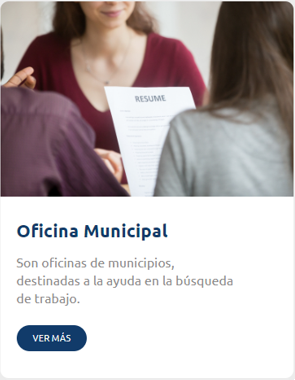 RESUME
Oficina Municipal
Son oficinas de municipios,
destinadas a la ayuda en la búsqueda
de trabajo.
VER MÁS